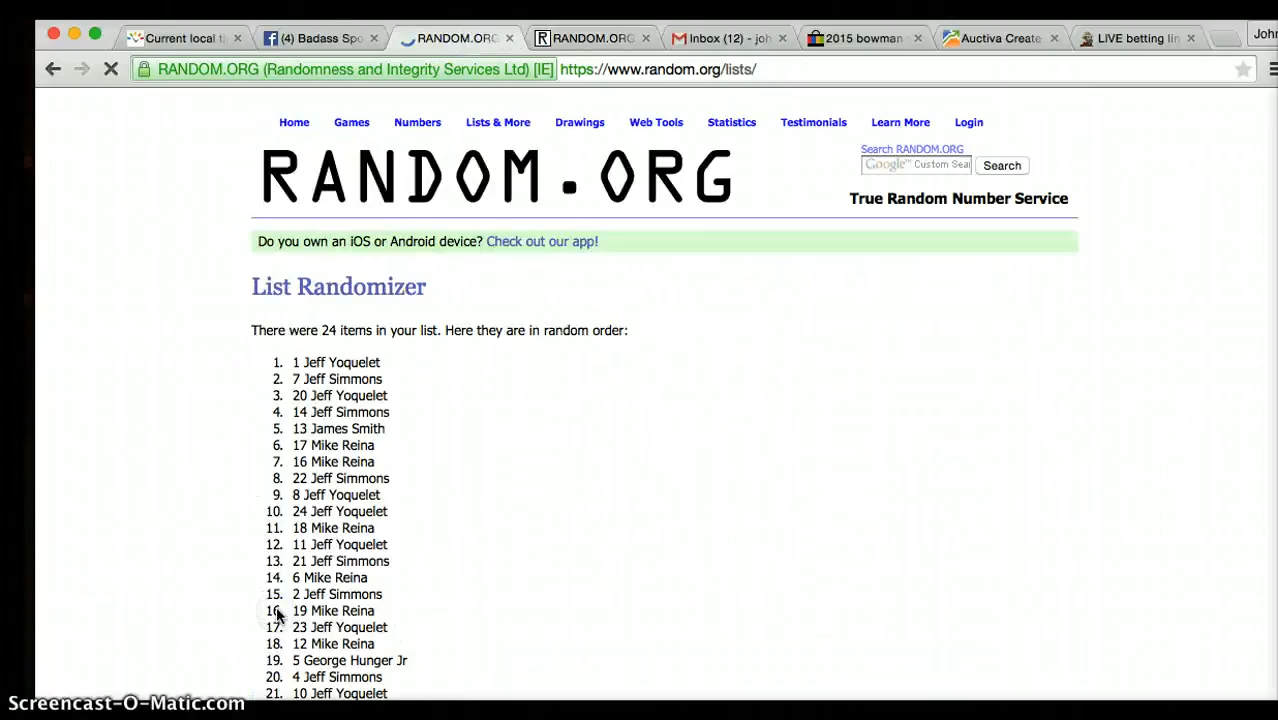 Current local ti
(4) Badass Spo
RANDOM.ORG
RANDOM.ORG
Inbox (12) - joh
2015 bowman
Auctiva Create
LIVE betting lin
John
RANDOM.ORG (Randomness and Integrity Services Ltd) [IE] https://www.random.org/lists/
Home Games Numbers Lists & More Drawings Web Tools Statistics Testimonials Learn More Login
RANDOM.ORG
Search RANDOM.ORG
Google™ Custom Sea Search
True Random Number Service
Do you own an iOS or Android device? Check out our app!
List Randomizer
There were 24 items in your list. Here they are in random order:
1. 1 Jeff Yoquelet
2. 7 Jeff Simmons
3. 20 Jeff Yoquelet
4. 14 Jeff Simmons
5. 13 James Smith
6. 17 Mike Reina
7. 16 Mike Reina
8. 22 Jeff Simmons
9. 8 Jeff Yoquelet
10. 24 Jeff Yoquelet
11. 18 Mike Reina
12. 11 Jeff Yoquelet
13. 21 Jeff Simmons
14. 6 Mike Reina
15. 2 Jeff Simmons
16. 19 Mike Reina
17. 23 Jeff Yoquelet
18. 12 Mike Reina
19. 5 George Hunger Jr
20. 4 Jeff Simmons
21. 10 Jeff Yoquelet
Screencast-O-Matic.com